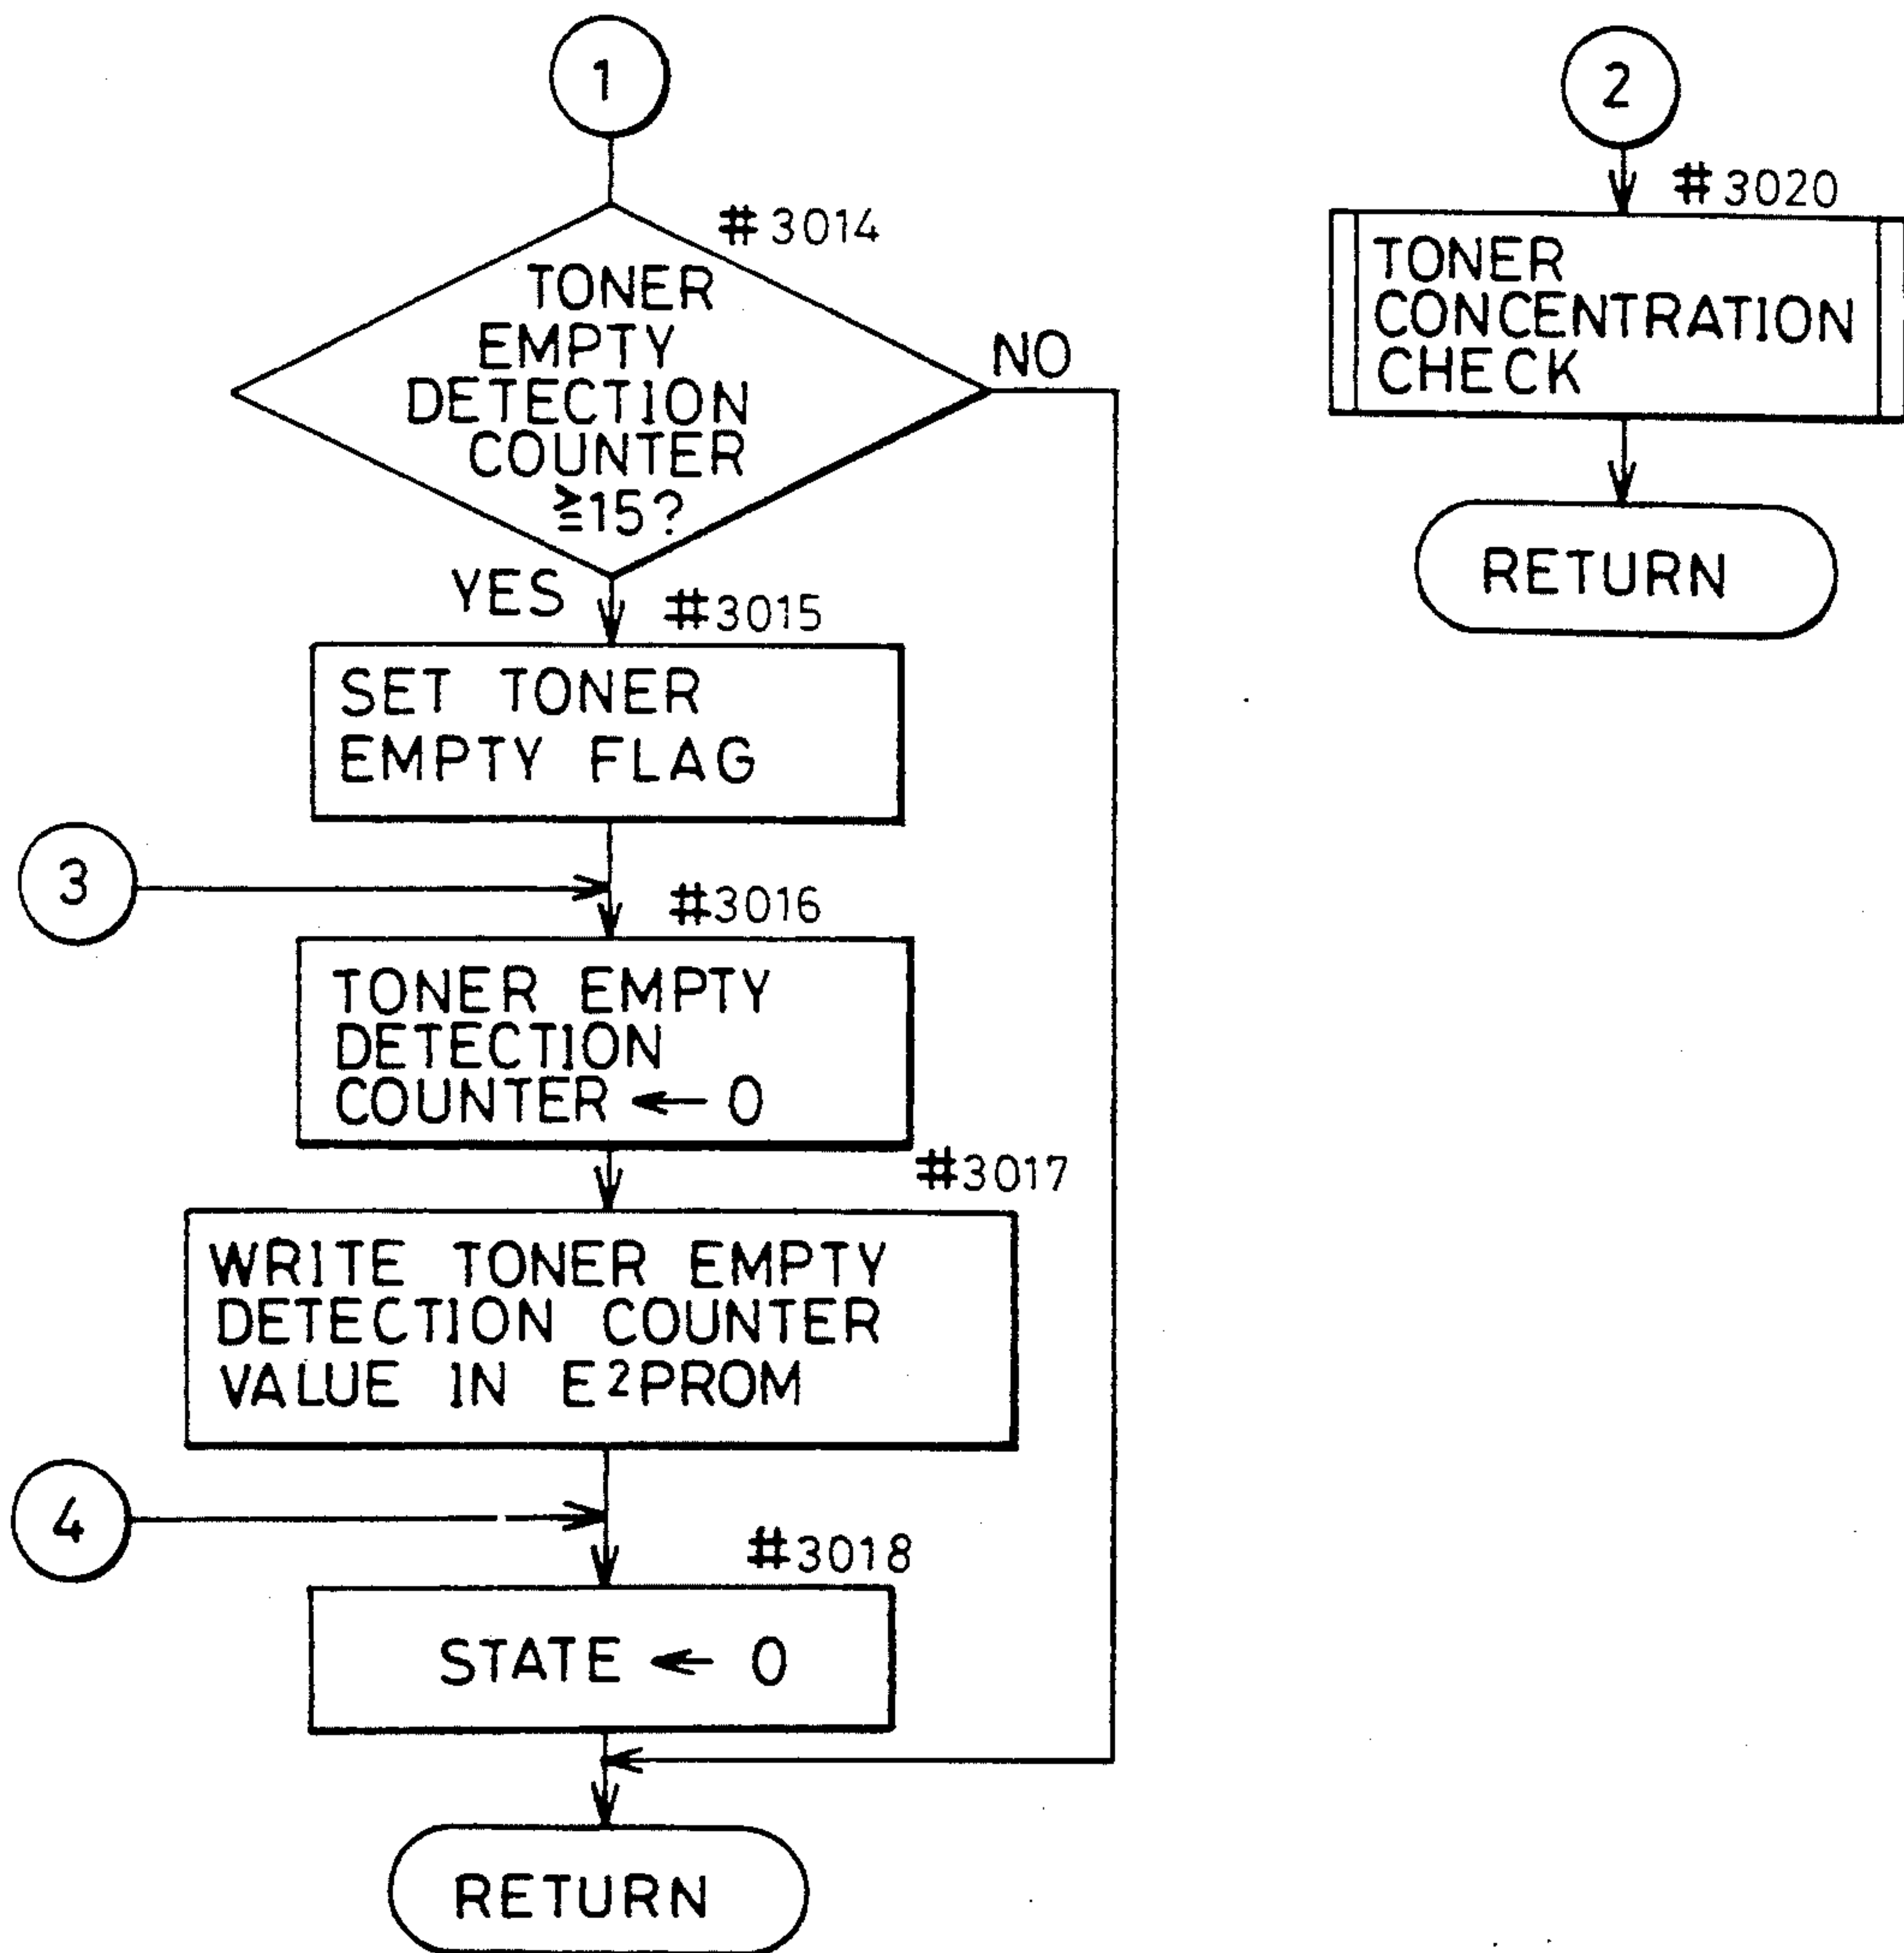 1
#3014
TONER
EMPTY
DETECTION
COUNTER
≧15?
NO
YES
#3015
SET TONER
EMPTY FLAG
3
#3016
TONER EMPTY
DETECTION
COUNTER ← 0
#3017
WRITE TONER EMPTY
DETECTION COUNTER
VALUE IN E²PROM
4
#3018
STATE ← 0
RETURN
2
#3020
TONER
CONCENTRATION
CHECK
RETURN